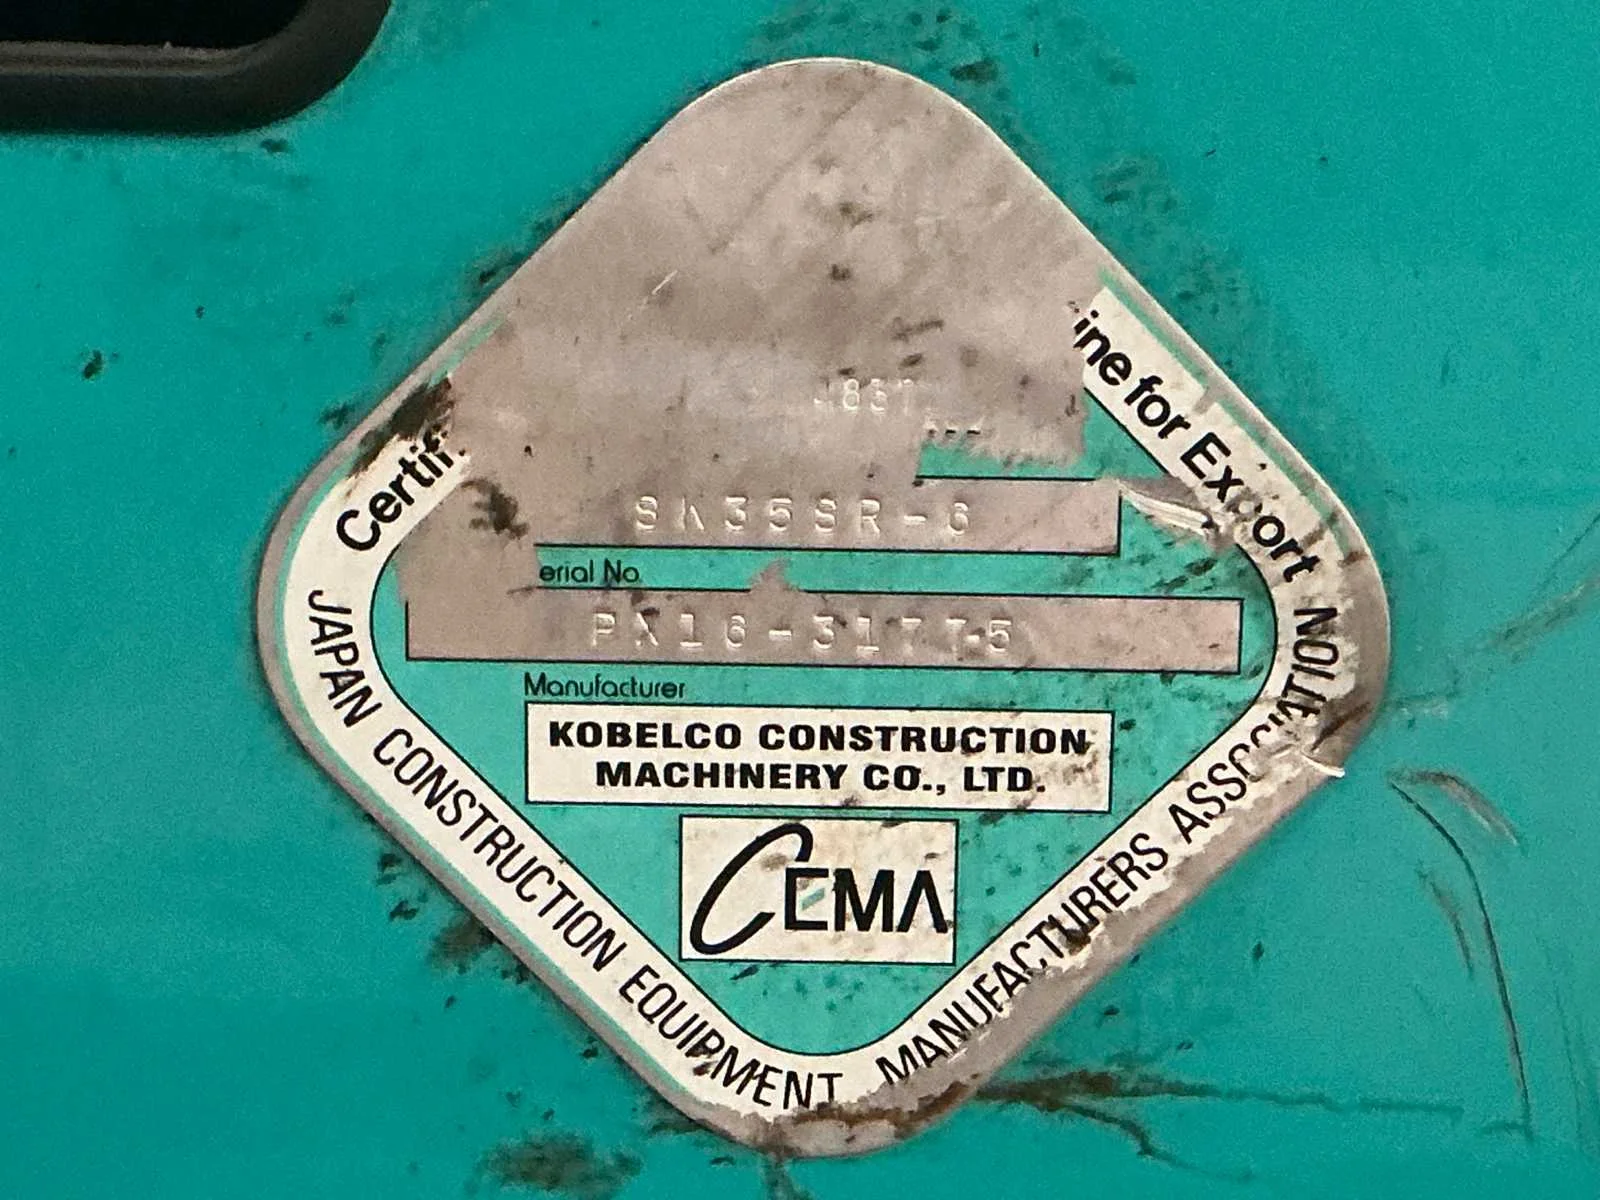 Certif
ine for Export
4837
SK35SR-6
erial No.
PX16-31775
Manufacturer
KOBELCO CONSTRUCTION
MACHINERY CO., LTD.
CEMA
JAPAN CONSTRUCTION EQUIPMENT MANUFACTURERS ASSOCIATION